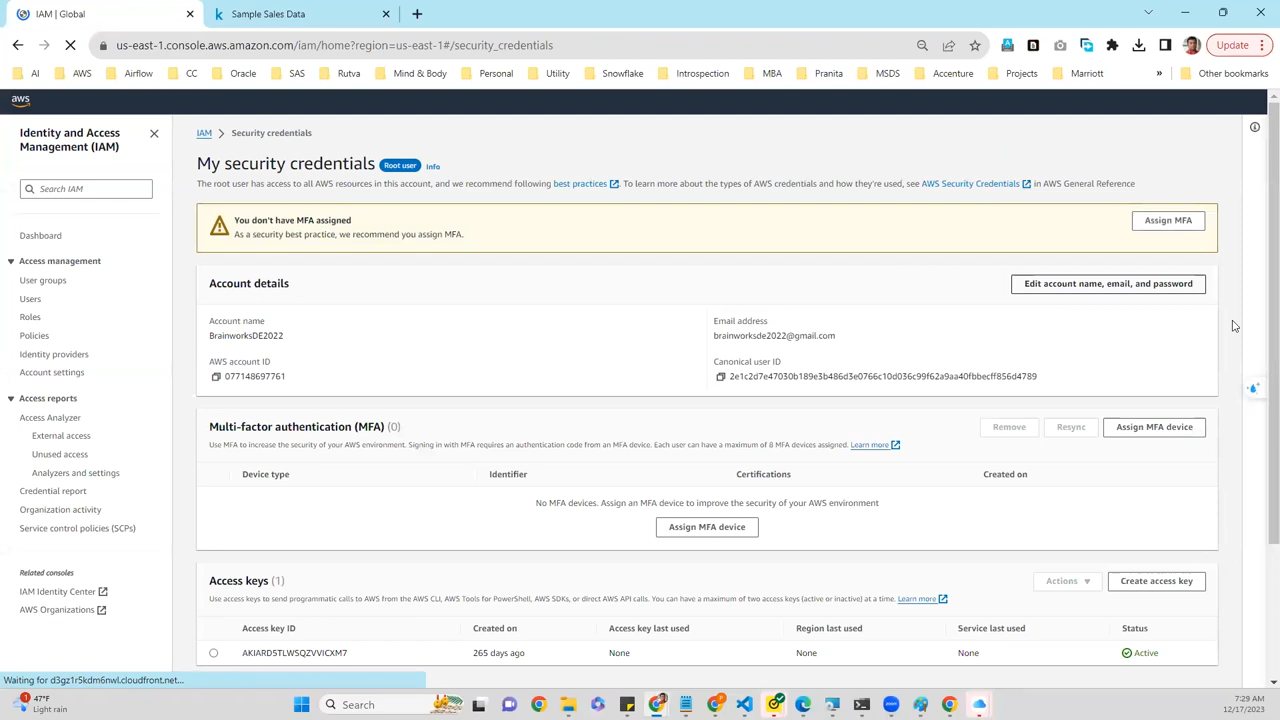 IAM | Global
Sample Sales Data
us-east-1.console.aws.amazon.com/iam/home?region=us-east-1#/security_credentials
Update
AI
AWS
Airflow
CC
Oracle
SAS
Rutva
Mind & Body
Personal
Utility
Snowflake
Introspection
MBA
Pranita
MSDS
Accenture
Projects
Marriott
»
Other bookmarks
aws
Identity and Access
Management (IAM)
Search IAM
Dashboard
Access management
User groups
Users
Roles
Policies
Identity providers
Account settings
Access reports
Access Analyzer
External access
Unused access
Analyzers and settings
Credential report
Organization activity
Service control policies (SCPs)
Related consoles
IAM Identity Center
AWS Organizations
IAM > Security credentials
My security credentials Root user Info
The root user has access to all AWS resources in this account, and we recommend following best practices. To learn more about the types of AWS credentials and how they're used, see AWS Security Credentials in AWS General Reference
You don't have MFA assigned
As a security best practice, we recommend you assign MFA.
Assign MFA
Account details
Edit account name, email, and password
Account name
BrainworksDE2022
Email address
brainworksde2022@gmail.com
AWS account ID
077148697761
Canonical user ID
2e1c2d7e47030b189e3b486d3e0766c10d036c99f62a9aa40fbbecff856d4789
Multi-factor authentication (MFA) (0)
Remove
Resync
Assign MFA device
Use MFA to increase the security of your AWS environment. Signing in with MFA requires an authentication code from an MFA device. Each user can have a maximum of 8 MFA devices assigned. Learn more
Device type
Identifier
Certifications
Created on
No MFA devices. Assign an MFA device to improve the security of your AWS environment
Assign MFA device
Access keys (1)
Actions
Create access key
Use access keys to send programmatic calls to AWS from the AWS CLI, AWS Tools for PowerShell, AWS SDKs, or direct AWS API calls. You can have a maximum of two access keys (active or inactive) at a time. Learn more
Access key ID
Created on
Access key last used
Region last used
Service last used
Status
AKIARD5TLWSQZVVICXM7
265 days ago
None
None
None
Active
Waiting for d3gz1r5kdm6nwl.cloudfront.net...
1
47°F
Light rain
Search
7:29 AM
12/17/2023